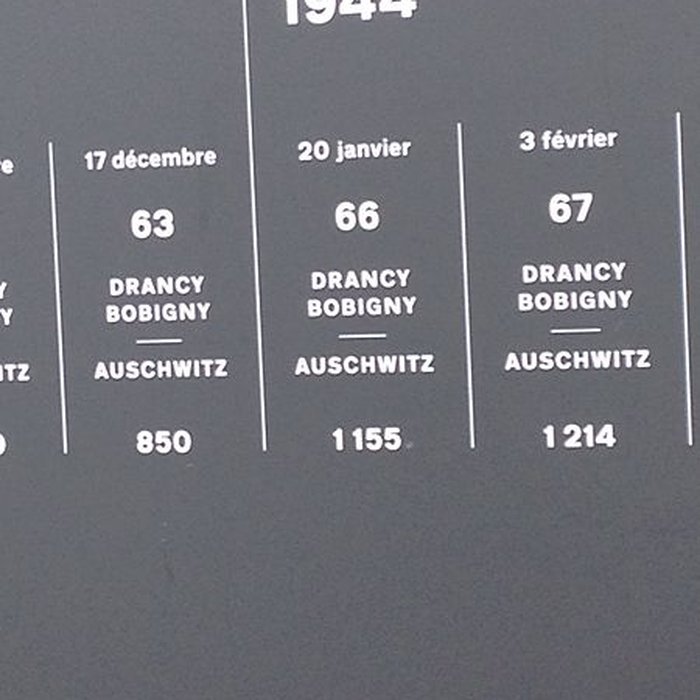 1944
17 décembre
63
DRANCY
BOBIGNY
AUSCHWITZ
850
20 janvier
66
DRANCY
BOBIGNY
AUSCHWITZ
1 155
3 février
67
DRANCY
BOBIGNY
AUSCHWITZ
1 214